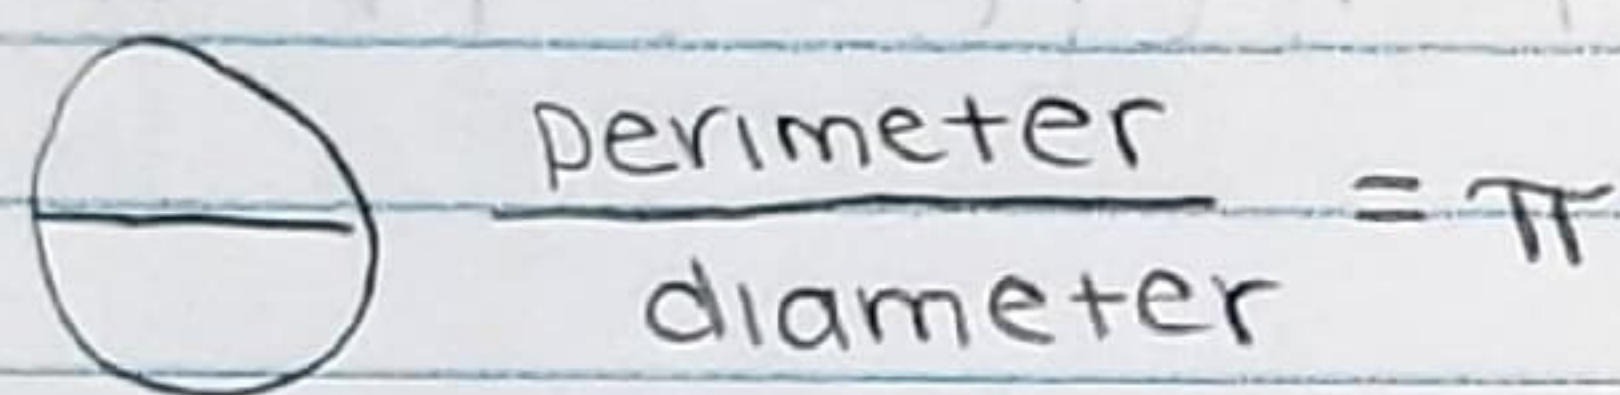 perimeter
= π
diameter